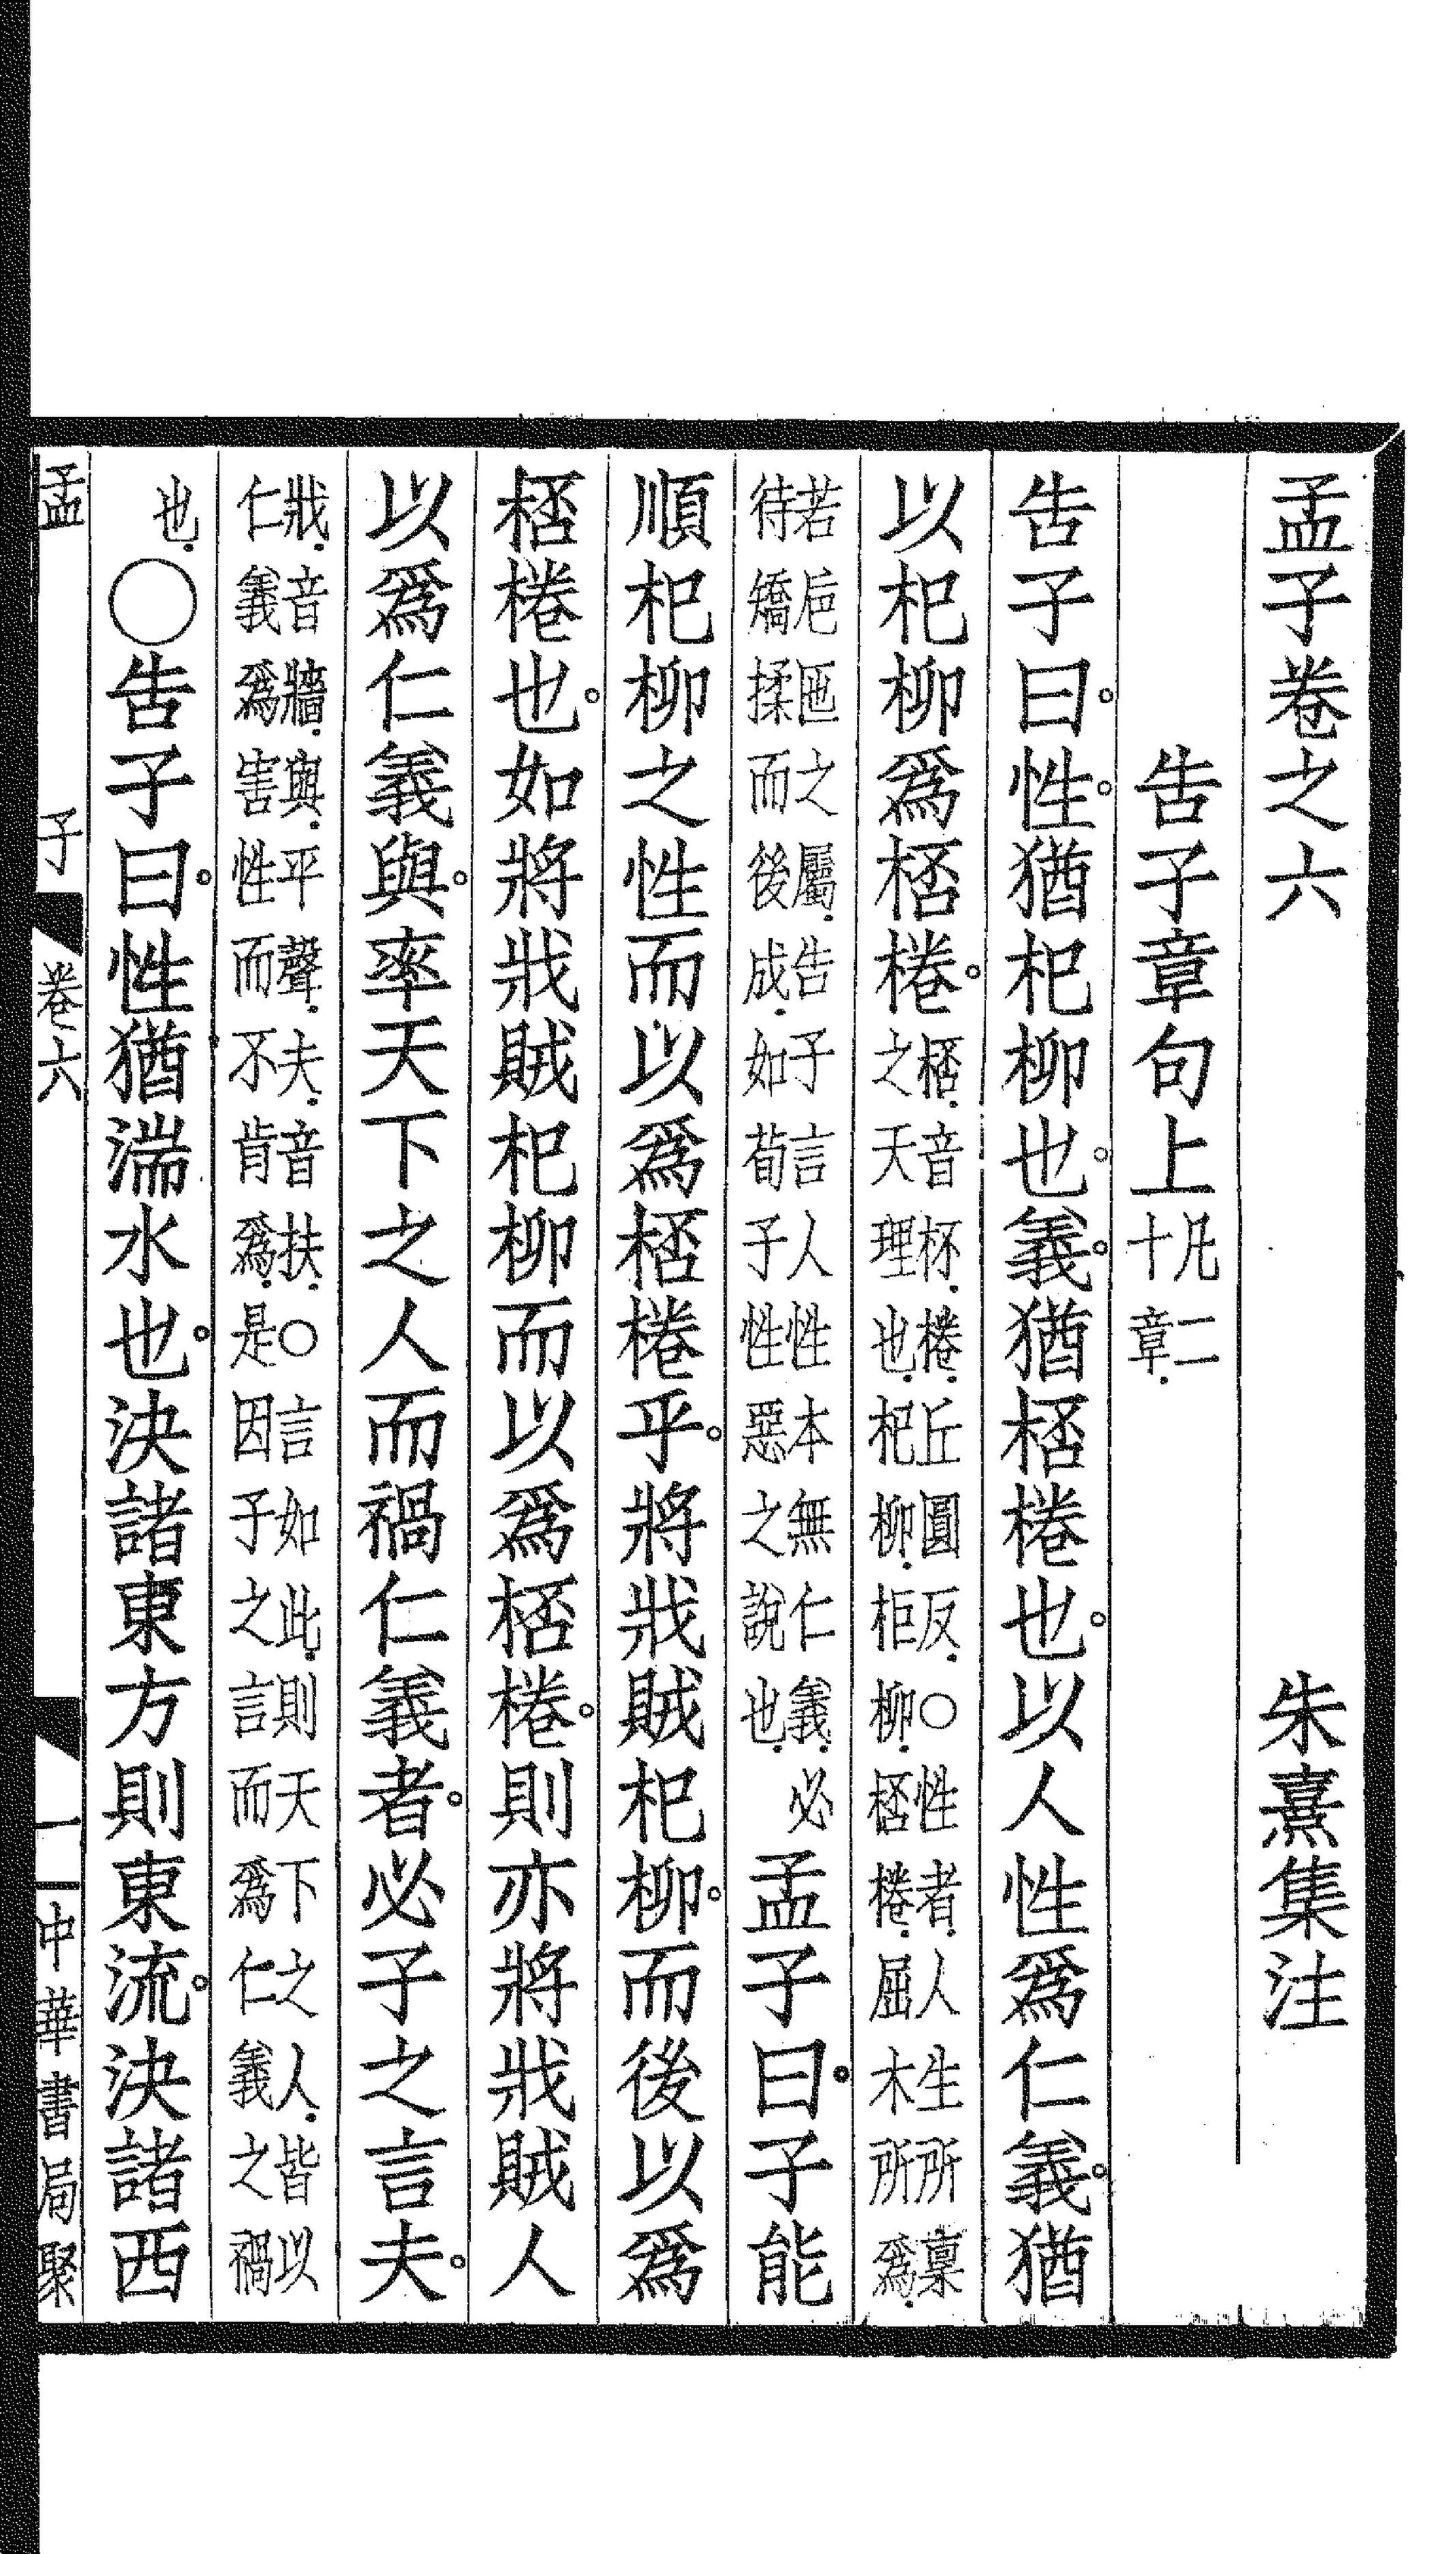 孟子卷之六　朱熹集注
告子章句上凡二
十章.
告子曰。性。猶杞柳也。義。猶桮棬也。以人性爲仁義。猶
以杞柳爲桮棬。桮.音杯.棬.丘圓反.○性者.人生所稟
之天理也.杞柳.柜柳.桮棬.屈木所爲.
若巵匜之屬.告子言人性本無仁義.必
待矯揉而後成.如荀子性惡之說也.孟子曰。子能
順杞柳之性而以爲桮棬乎。將戕賊杞柳。而後以爲
桮棬也。如將戕賊杞柳而以爲桮棬。則亦將戕賊人
以爲仁義與。率天下之人而禍仁義者。必子之言夫。
戕.音牆.與.平聲.夫.音扶.○言如此.則天下之人.皆以
仁義爲害性而不肯爲.是因子之言而爲仁義之禍
也.○告子曰。性猶湍水也。決諸東方則東流。決諸西
孟子　卷六　一　中華書局聚